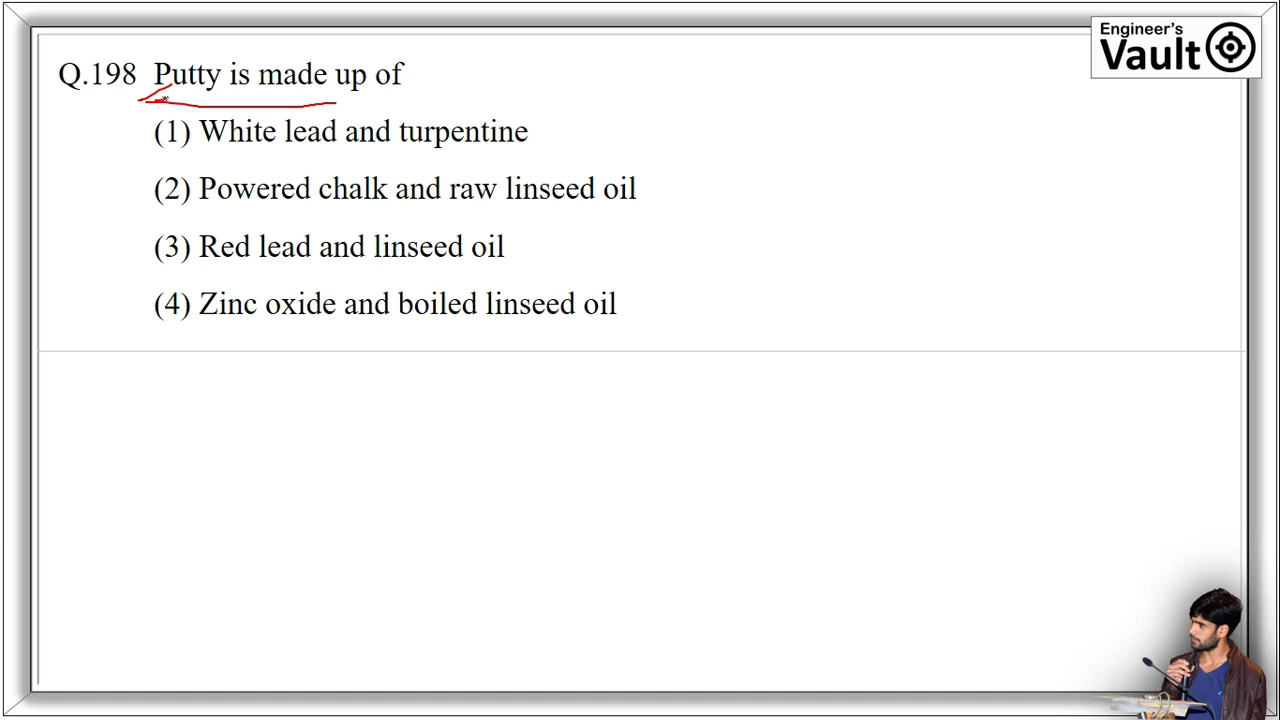 Engineer's
Vault
Q.198 Putty is made up of
(1) White lead and turpentine
(2) Powered chalk and raw linseed oil
(3) Red lead and linseed oil
(4) Zinc oxide and boiled linseed oil